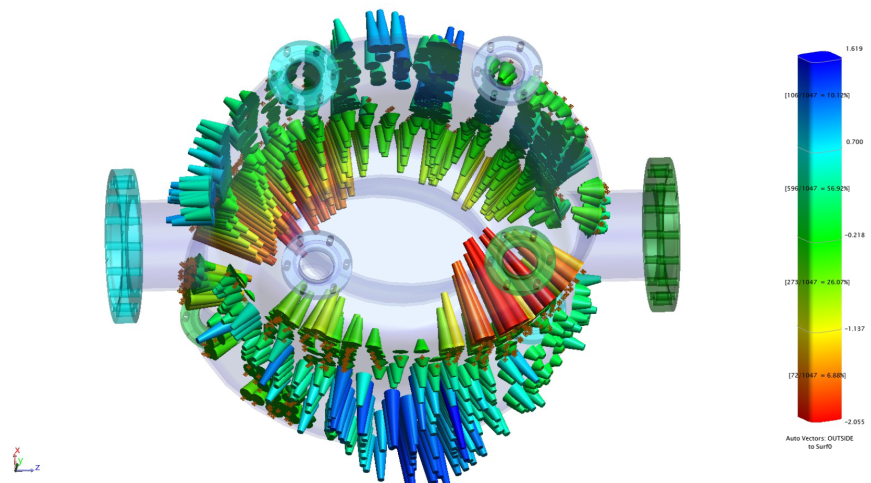 1.619
[106/1047 = 10.12%]
0.700
[596/1047 = 56.92%]
-0.218
[273/1047 = 26.07%]
-1.137
[72/1047 = 6.88%]
-2.055
Auto Vectors: OUTSIDE
to Surf0
X
Y
Z